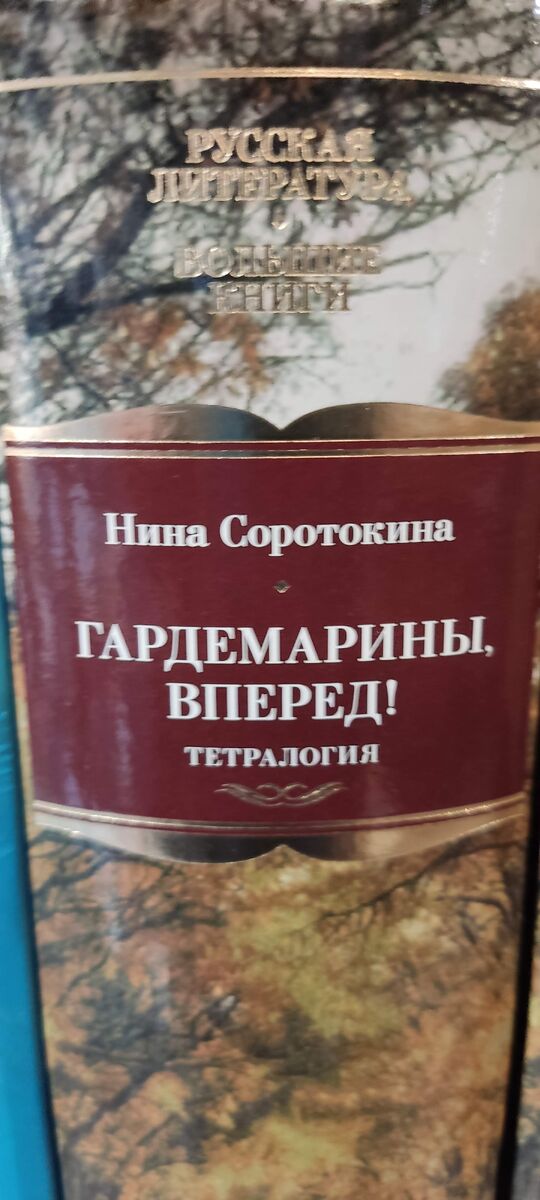 РУССКАЯ
ЛИТЕРАТУРА
БОЛЬШИЕ
КНИГИ
Нина Соротокина
ГАРДЕМАРИНЫ,
ВПЕРЕД!
ТЕТРАЛОГИЯ